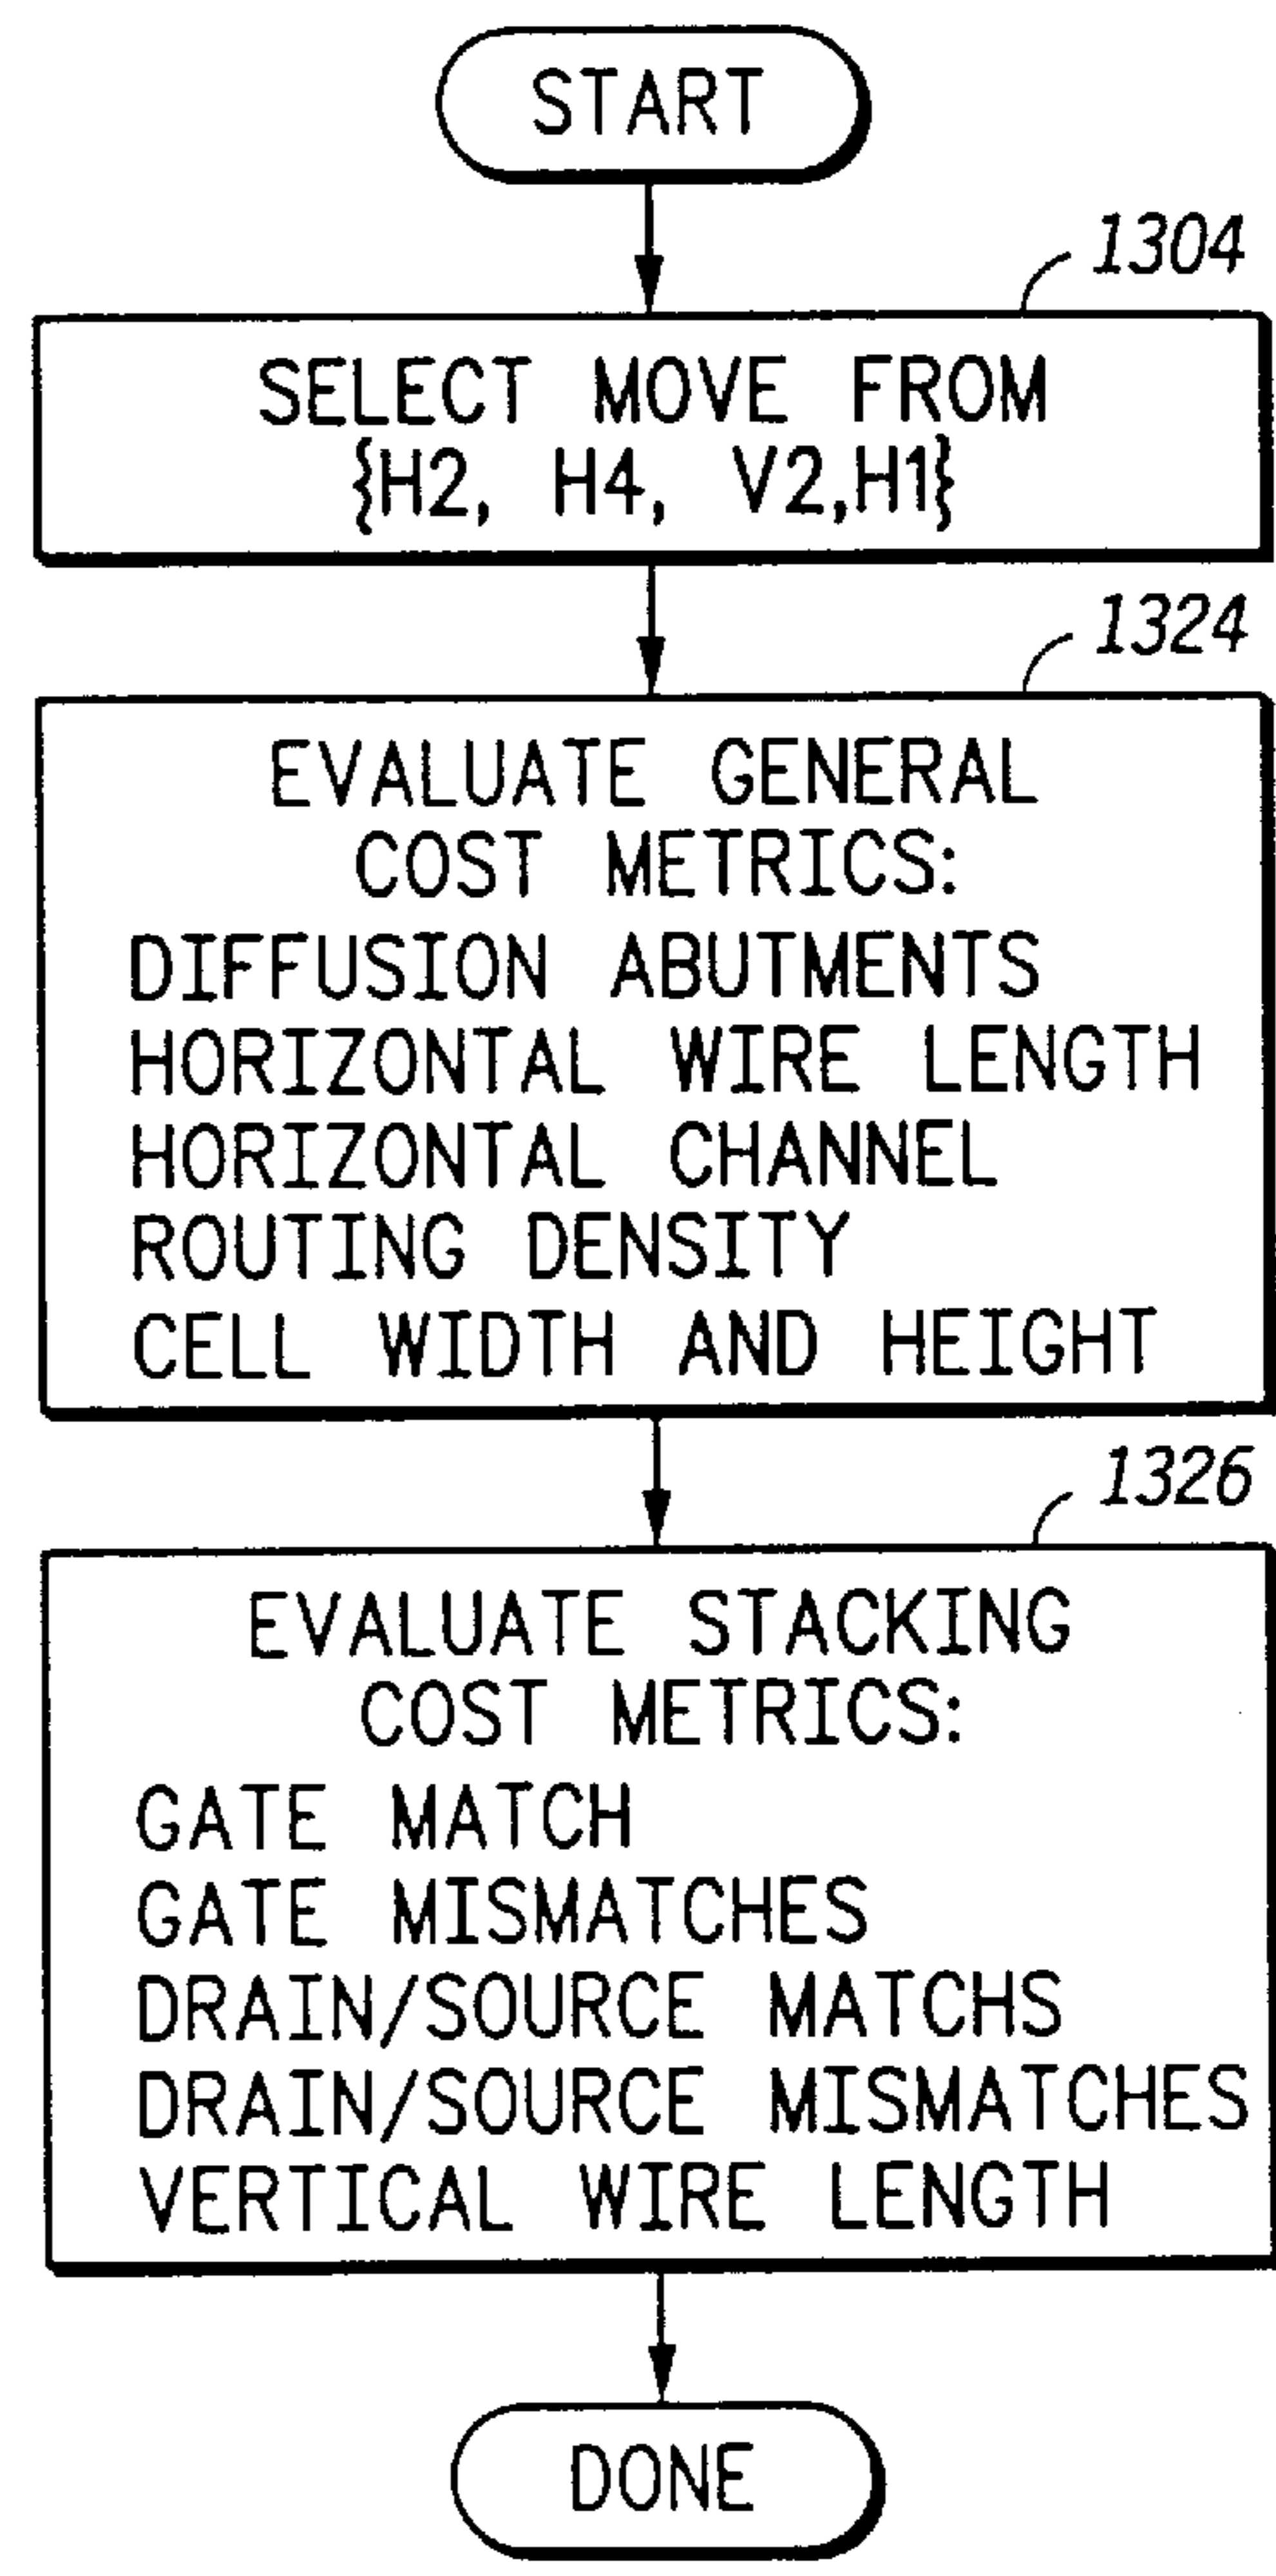 START
1304
SELECT MOVE FROM
{H2, H4, V2,H1}
1324
EVALUATE GENERAL
COST METRICS:
DIFFUSION ABUTMENTS
HORIZONTAL WIRE LENGTH
HORIZONTAL CHANNEL
ROUTING DENSITY
CELL WIDTH AND HEIGHT
1326
EVALUATE STACKING
COST METRICS:
GATE MATCH
GATE MISMATCHES
DRAIN/SOURCE MATCHS
DRAIN/SOURCE MISMATCHES
VERTICAL WIRE LENGTH
DONE